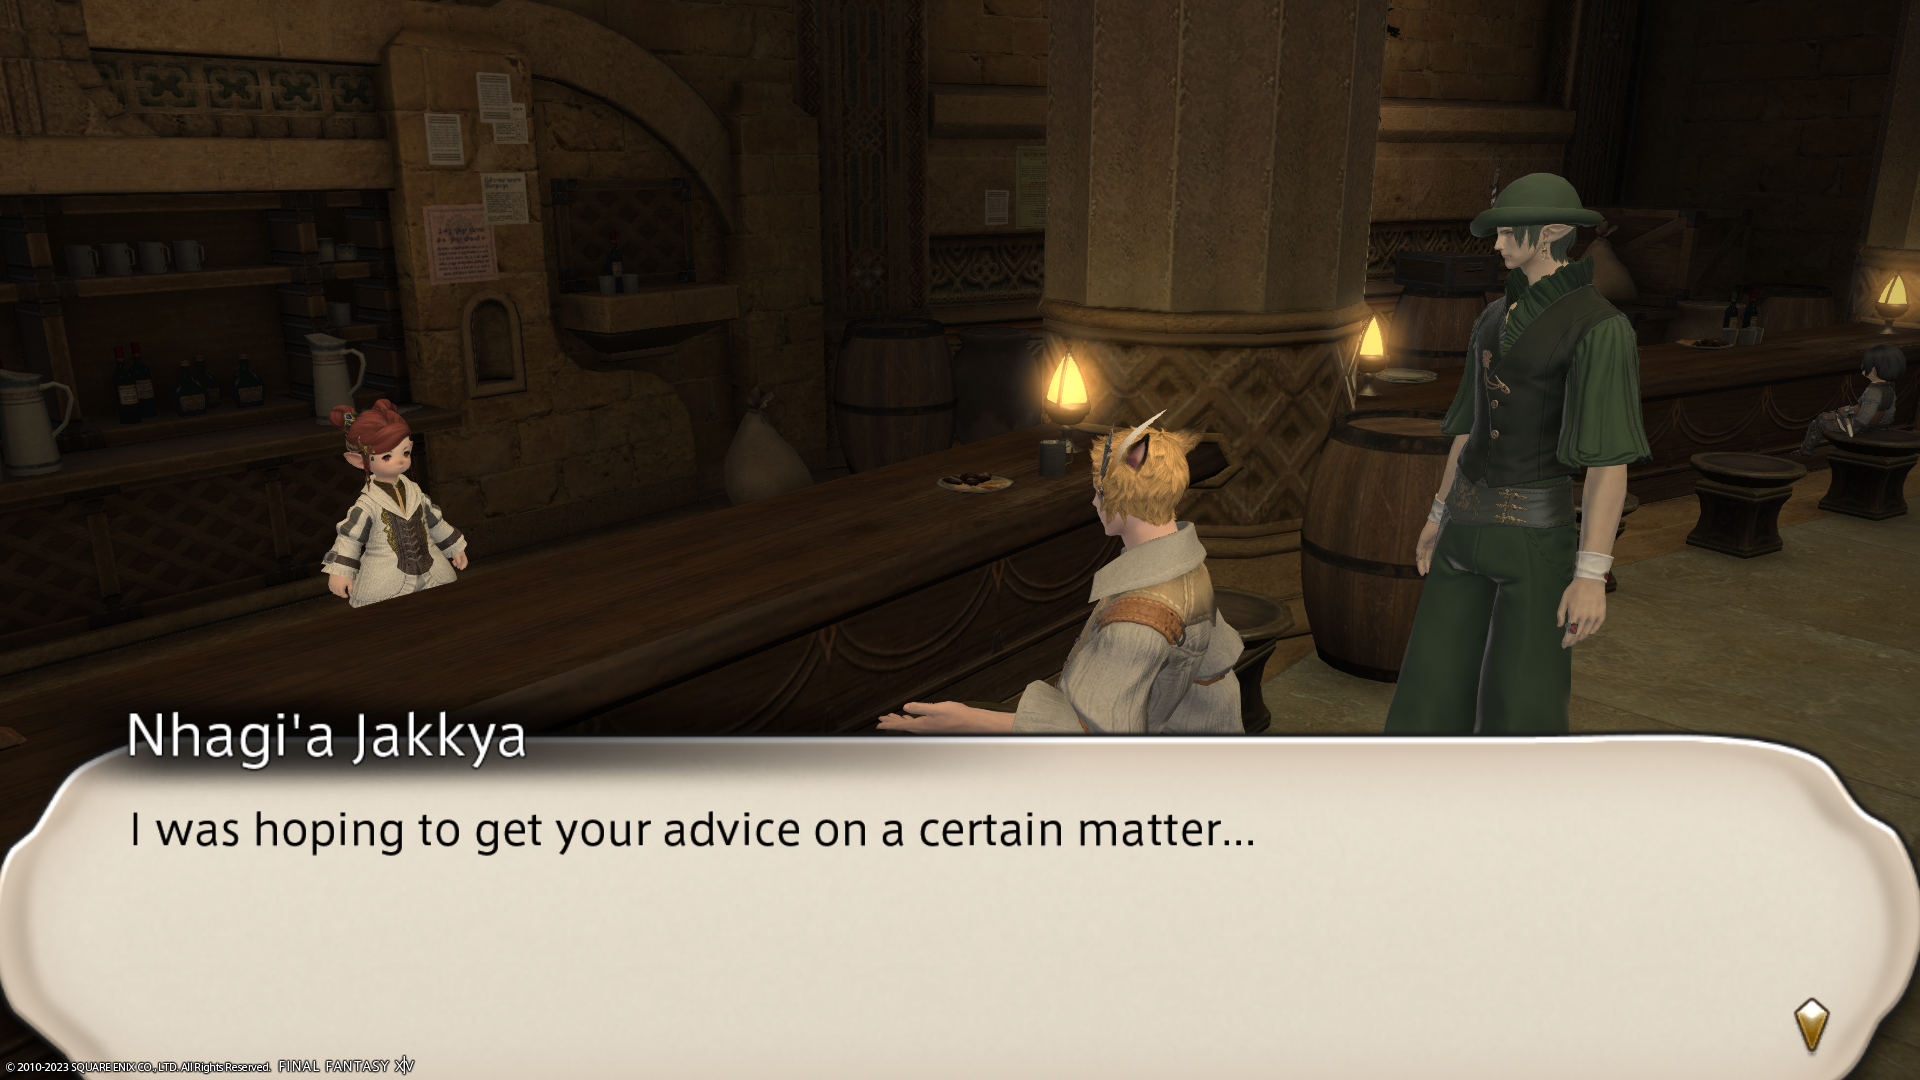 Nhagi'a Jakkya
I was hoping to get your advice on a certain matter...
© 2010-2023 SQUARE ENIX CO., LTD. All Rights Reserved. FINAL FANTASY XIV